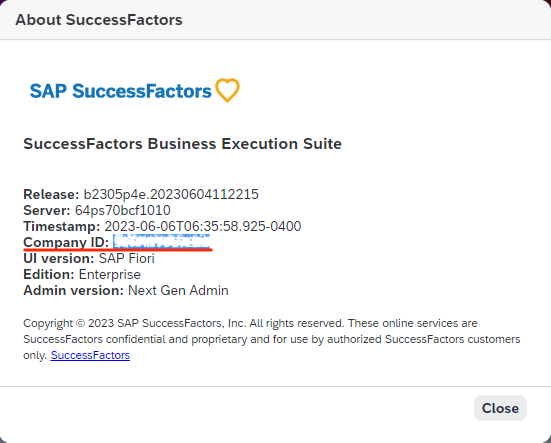 About SuccessFactors
SAP SuccessFactors
SuccessFactors Business Execution Suite
Release: b2305p4e.20230604112215
Server: 64ps70bcf1010
Timestamp: 2023-06-06T06:35:58.925-0400
Company ID:
UI version: SAP Fiori
Edition: Enterprise
Admin version: Next Gen Admin
Copyright © 2023 SAP SuccessFactors, Inc. All rights reserved. These online services are
SuccessFactors confidential and proprietary and for use by authorized SuccessFactors customers
only. SuccessFactors
Close